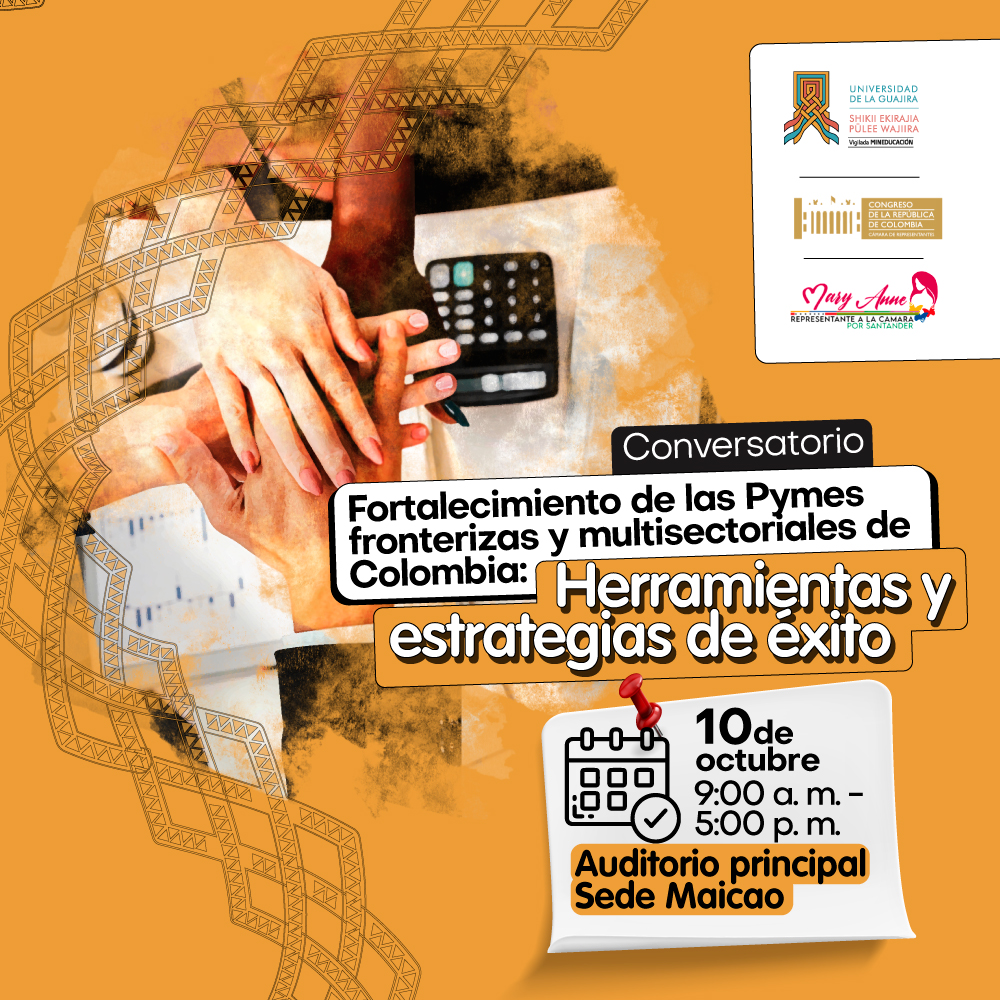 UNIVERSIDAD
DE LA GUAJIRA
SHIKII EKIRAJIA
PÜLEE WAJIIRA
Vigilada MINEDUCACIÓN
CONGRESO
DE LA REPÚBLICA
DE COLOMBIA
CÁMARA DE REPRESENTANTES
Mary Anne
REPRESENTANTE A LA CAMARA
POR SANTANDER
Conversatorio
Fortalecimiento de las Pymes
fronterizas y multisectoriales de
Colombia: Herramientas y
estrategias de éxito
10 de
octubre
9:00 a. m. –
5:00 p. m.
Auditorio principal
Sede Maicao